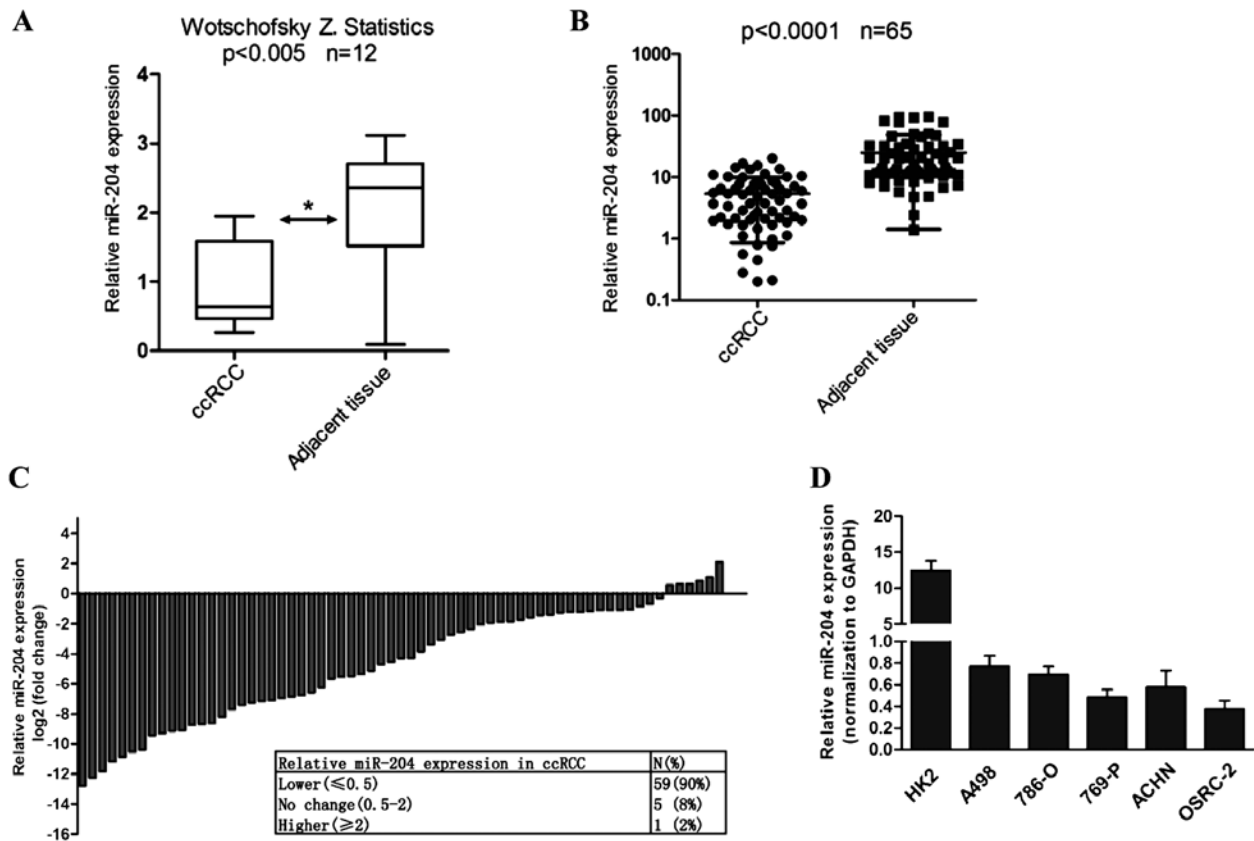 A
Wotschofsky Z. Statistics
p<0.005 n=12
Relative miR-204 expression
4
3
2
1
0
*
ccRCC
Adjacent tissue
B
p<0.0001 n=65
Relative miR-204 expression
1000
100
10
1
0.1
ccRCC
Adjacent tissue
C
Relative miR-204 expression
log2 (fold change)
4
2
0
-2
-4
-6
-8
-10
-12
-14
-16
Relative miR-204 expression in ccRCC N(%)
Lower(≤0.5) 59(90%)
No change(0.5-2) 5 (8%)
Higher(≥2) 1 (2%)
D
Relative miR-204 expression
(normalization to GAPDH)
20
15
10
5
1.0
0.8
0.6
0.4
0.2
0.0
HK2
A498
786-O
769-P
ACHN
OSRC-2